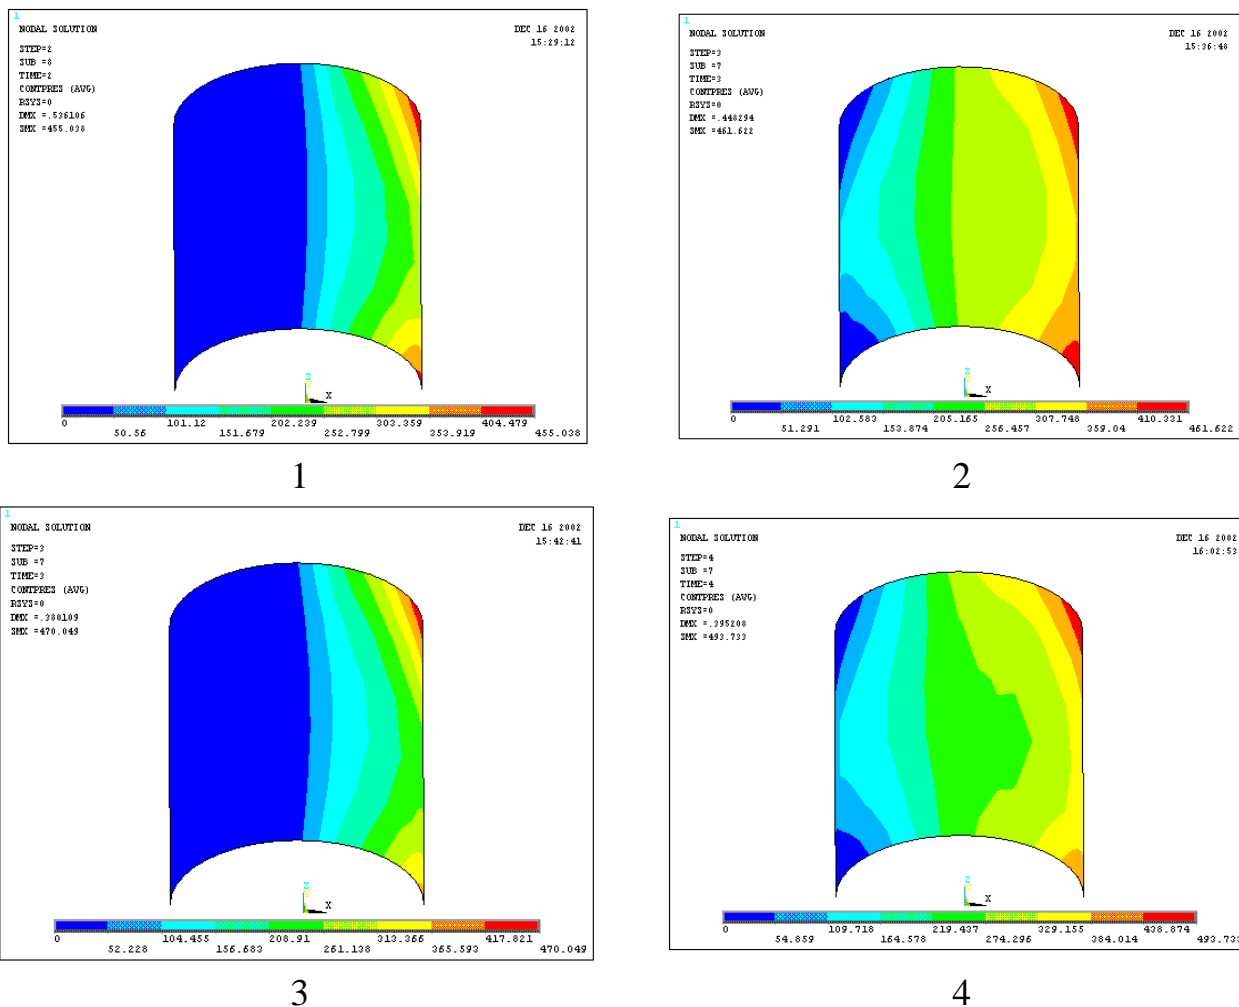 1
NODAL SOLUTION
DEC 16 2002
15:29:12
STEP=2
SUB =8
TIME=2
CONTPRES (AVG)
RSYS=0
DMX =.536106
SMX =455.038
Z
Y
X
0
101.12
202.239
303.359
404.479
50.56
151.679
252.799
353.919
455.038
1
1
NODAL SOLUTION
DEC 16 2002
15:36:48
STEP=3
SUB =7
TIME=3
CONTPRES (AVG)
RSYS=0
DMX =.448294
SMX =461.622
Z
Y
X
0
102.583
205.165
307.748
410.331
51.291
153.874
256.457
359.04
461.622
2
1
NODAL SOLUTION
DEC 16 2002
15:42:41
STEP=3
SUB =7
TIME=3
CONTPRES (AVG)
RSYS=0
DMX =.380109
SMX =470.049
Z
Y
X
0
104.455
208.91
313.366
417.821
52.228
156.683
261.138
365.593
470.049
3
1
NODAL SOLUTION
DEC 16 2002
16:02:53
STEP=4
SUB =7
TIME=4
CONTPRES (AVG)
RSYS=0
DMX =.395208
SMX =493.733
Z
Y
X
0
109.718
219.437
329.155
438.874
54.859
164.578
274.296
384.014
493.733
4